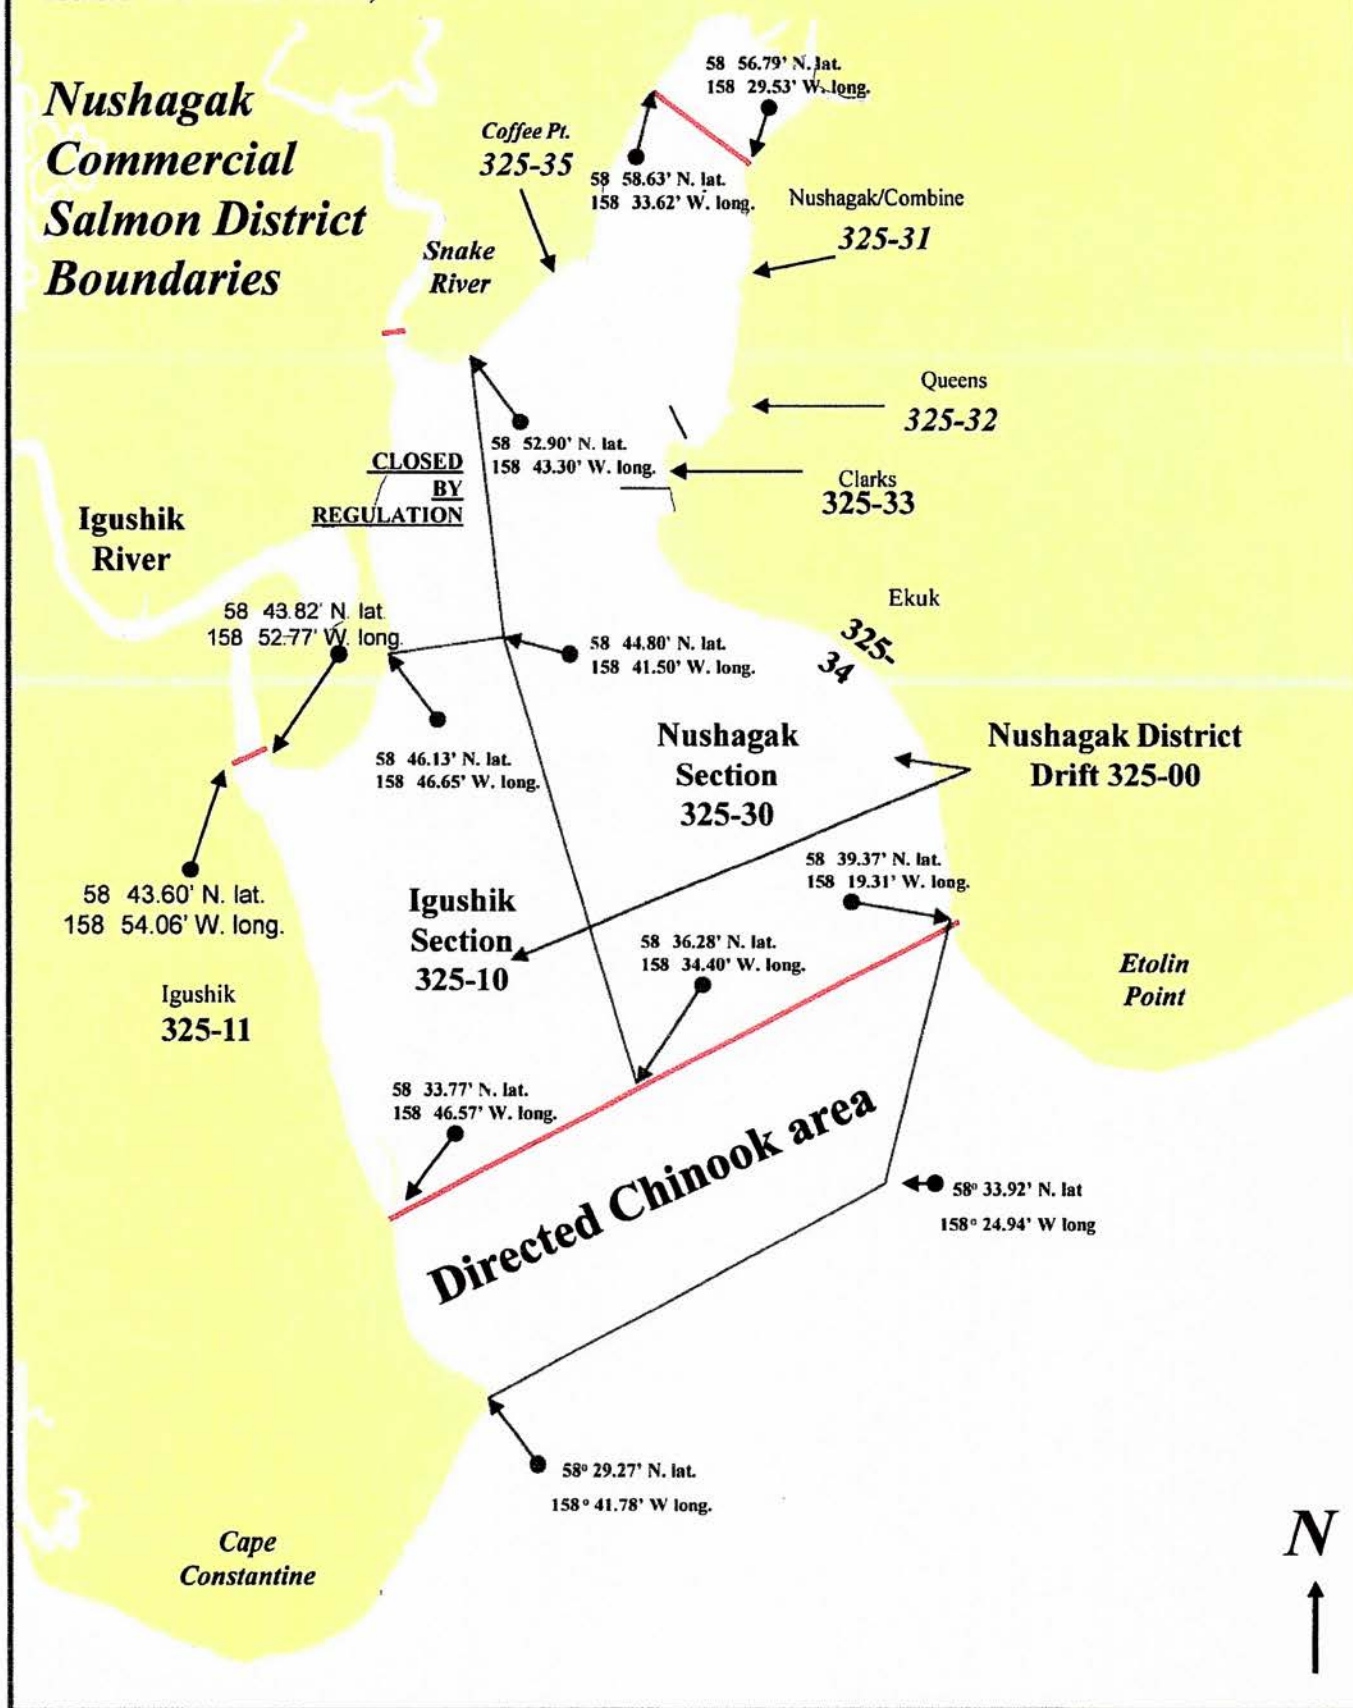 Nushagak
Commercial
Salmon District
Boundaries
58 56.79' N. lat.
158 29.53' W. long.
Coffee Pt.
325-35
58 58.63' N. lat.
158 33.62' W. long.
Nushagak/Combine
325-31
Snake
River
Queens
325-32
58 52.90' N. lat.
158 43.30' W. long.
CLOSED
BY
REGULATION
Clarks
325-33
Igushik
River
Ekuk
325-
34
58 43.82' N. lat.
158 52.77' W. long.
58 44.80' N. lat.
158 41.50' W. long.
58 46.13' N. lat.
158 46.65' W. long.
Nushagak
Section
325-30
Nushagak District
Drift 325-00
58 43.60' N. lat.
158 54.06' W. long.
58 39.37' N. lat.
158 19.31' W. long.
Igushik
Section
325-10
58 36.28' N. lat.
158 34.40' W. long.
Etolin
Point
Igushik
325-11
58 33.77' N. lat.
158 46.57' W. long.
Directed Chinook area
58° 33.92' N. lat
158° 24.94' W long
58° 29.27' N. lat.
158° 41.78' W long.
Cape
Constantine
N